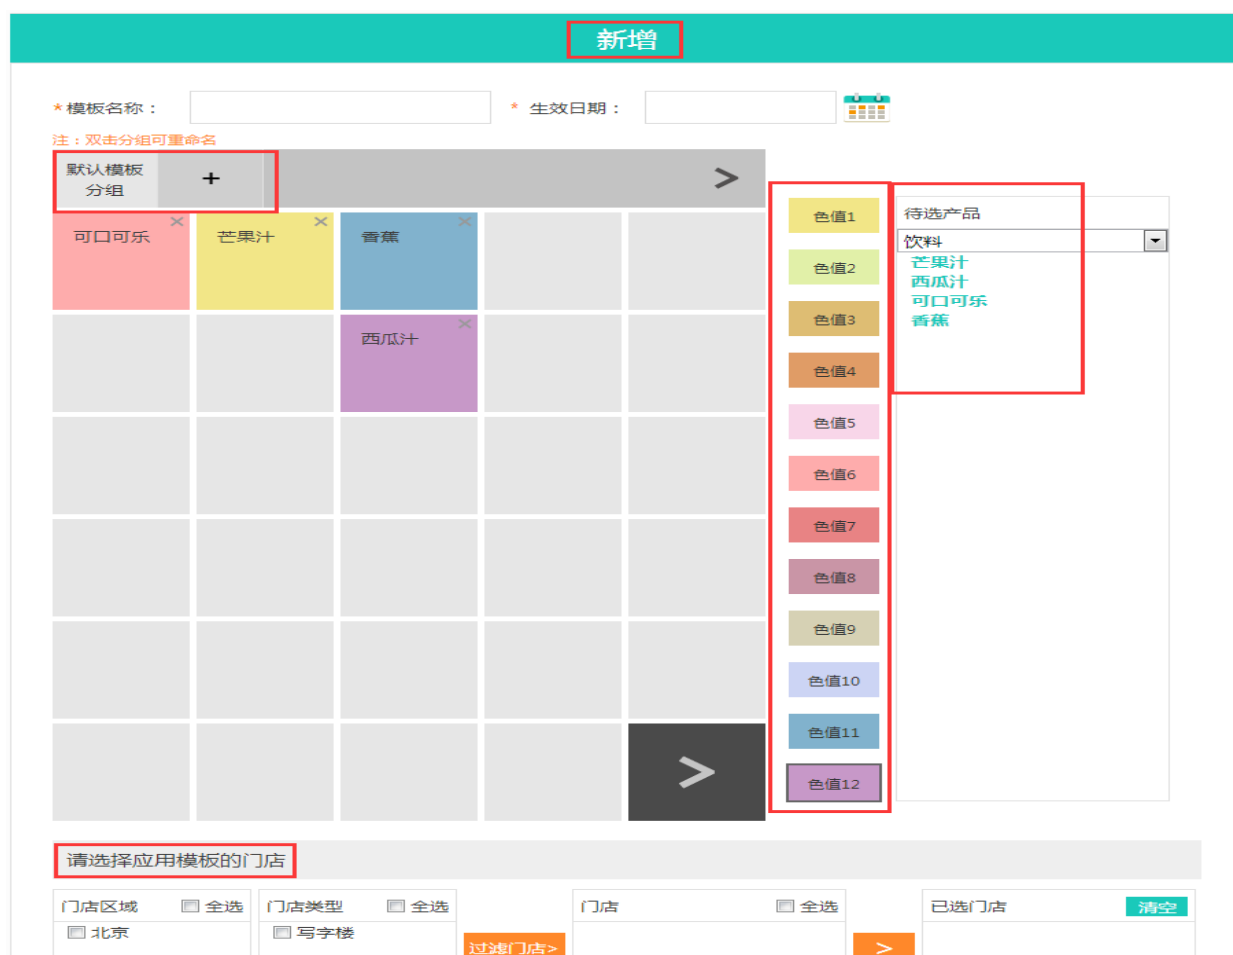 新增
*模板名称：
* 生效日期：
注：双击分组可重命名
默认模板
分组
+
>
可口可乐
×
芒果汁
×
香蕉
×
西瓜汁
×
>
色值1
色值2
色值3
色值4
色值5
色值6
色值7
色值8
色值9
色值10
色值11
色值12
待选产品
饮料
芒果汁
西瓜汁
可口可乐
香蕉
请选择应用模板的门店
门店区域 全选
北京
门店类型 全选
写字楼
过滤门店>
门店 全选
>
已选门店 清空